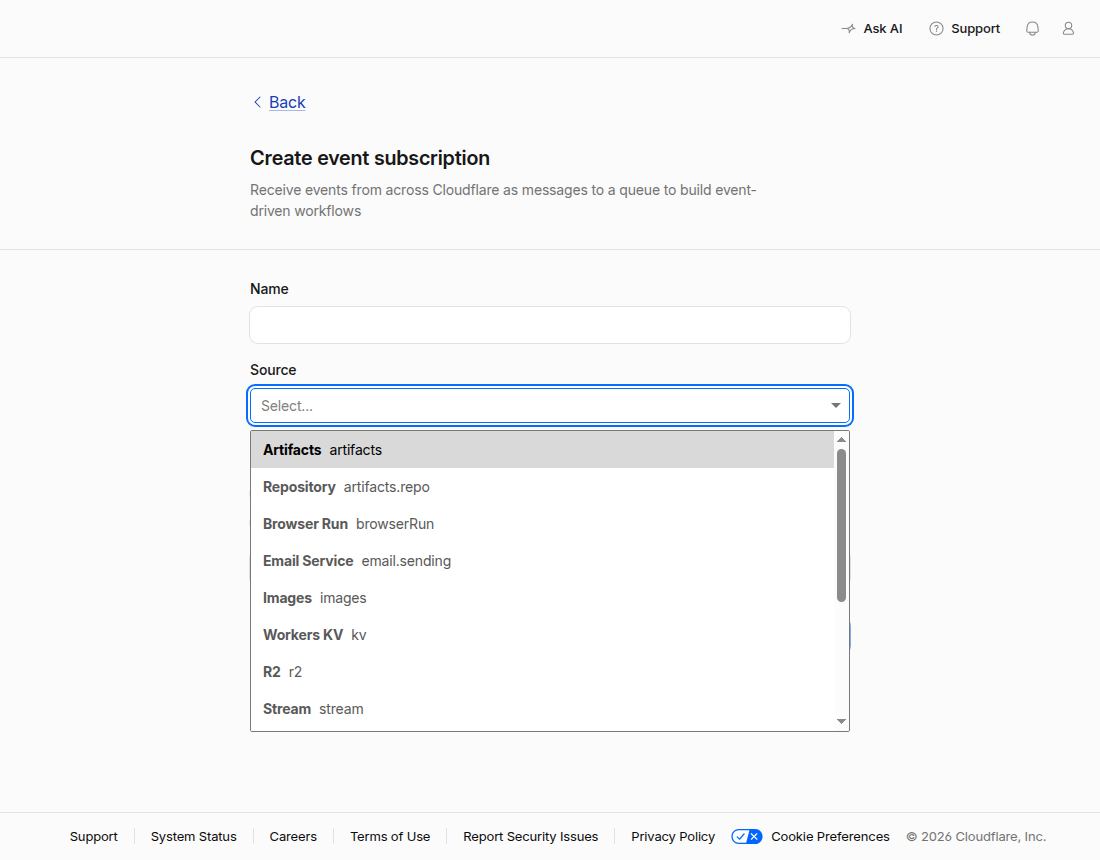 Ask AI
Support
Back
Create event subscription
Receive events from across Cloudflare as messages to a queue to build event-
driven workflows
Name
Source
Select...
Artifacts artifacts
Repository artifacts.repo
Browser Run browserRun
Email Service email.sending
Images images
Workers KV kv
R2 r2
Stream stream
Support
System Status
Careers
Terms of Use
Report Security Issues
Privacy Policy
Cookie Preferences
© 2026 Cloudflare, Inc.